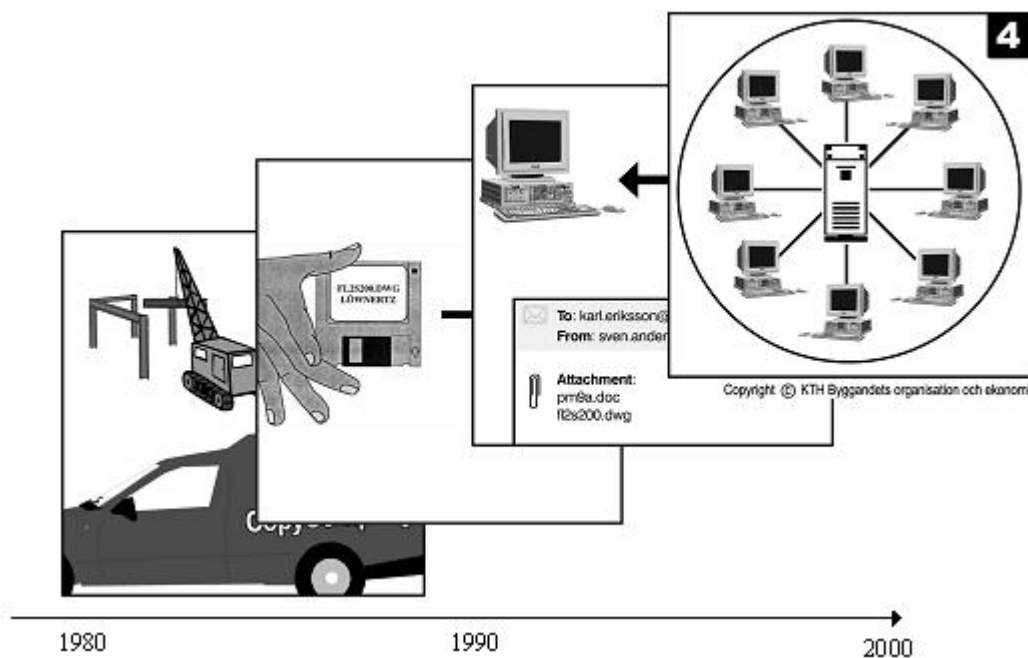 4
FL25200.DWG
LÖWNERTZ
To: karl.eriksson@
From: sven.ander
Attachment:
pm9a.doc
fl2s200.dwg
Copyright © KTH Byggandets organisation och ekonom
1980 1990 2000